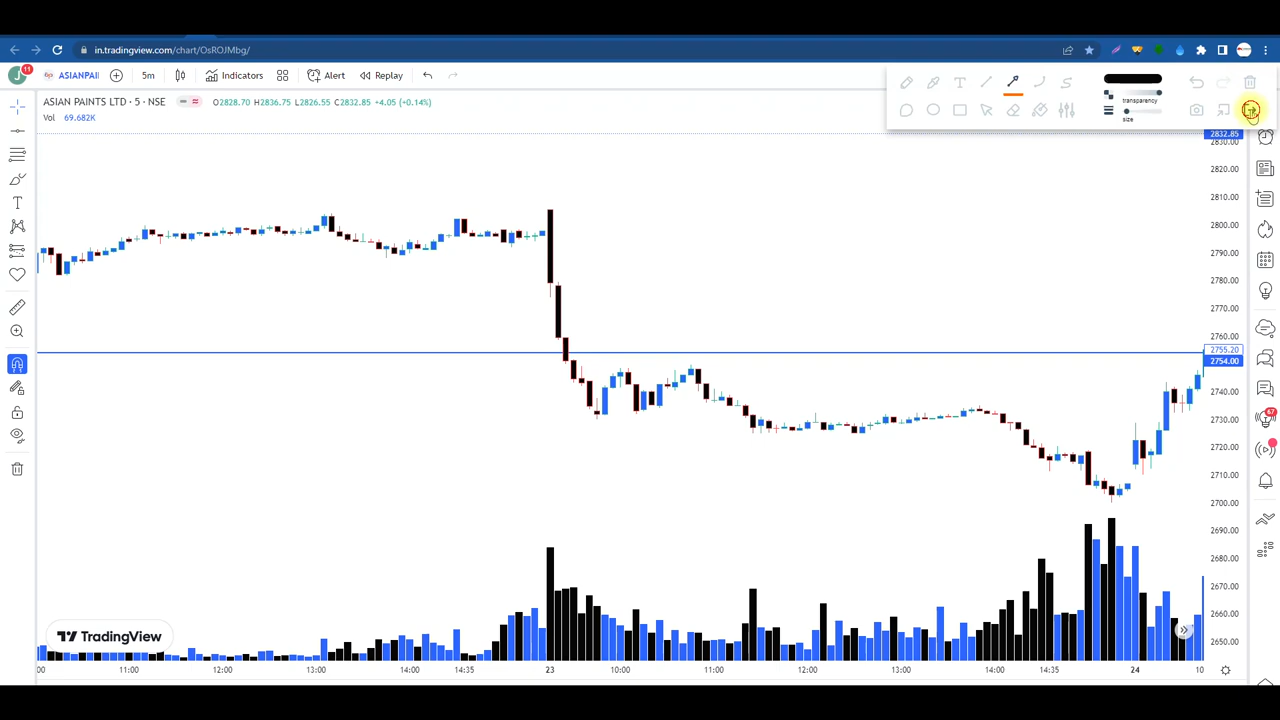 in.tradingview.com/chart/OsROJMbg/
J 11 ASIANPAI 5m Indicators Alert Replay
ASIAN PAINTS LTD · 5 · NSE O2828.70 H2836.75 L2826.55 C2832.85 +4.05 (+0.14%)
Vol 69.682K
T
transparency
size
T
2832.85
2830.00
2820.00
2810.00
2800.00
2790.00
2780.00
2770.00
2760.00
2755.20
2754.00
2740.00
2730.00
2720.00
2710.00
2700.00
2690.00
2680.00
2670.00
2660.00
2650.00
67
TradingView
:00 11:00 12:00 13:00 14:00 14:35 23 10:00 11:00 12:00 13:00 14:00 14:35 24 10